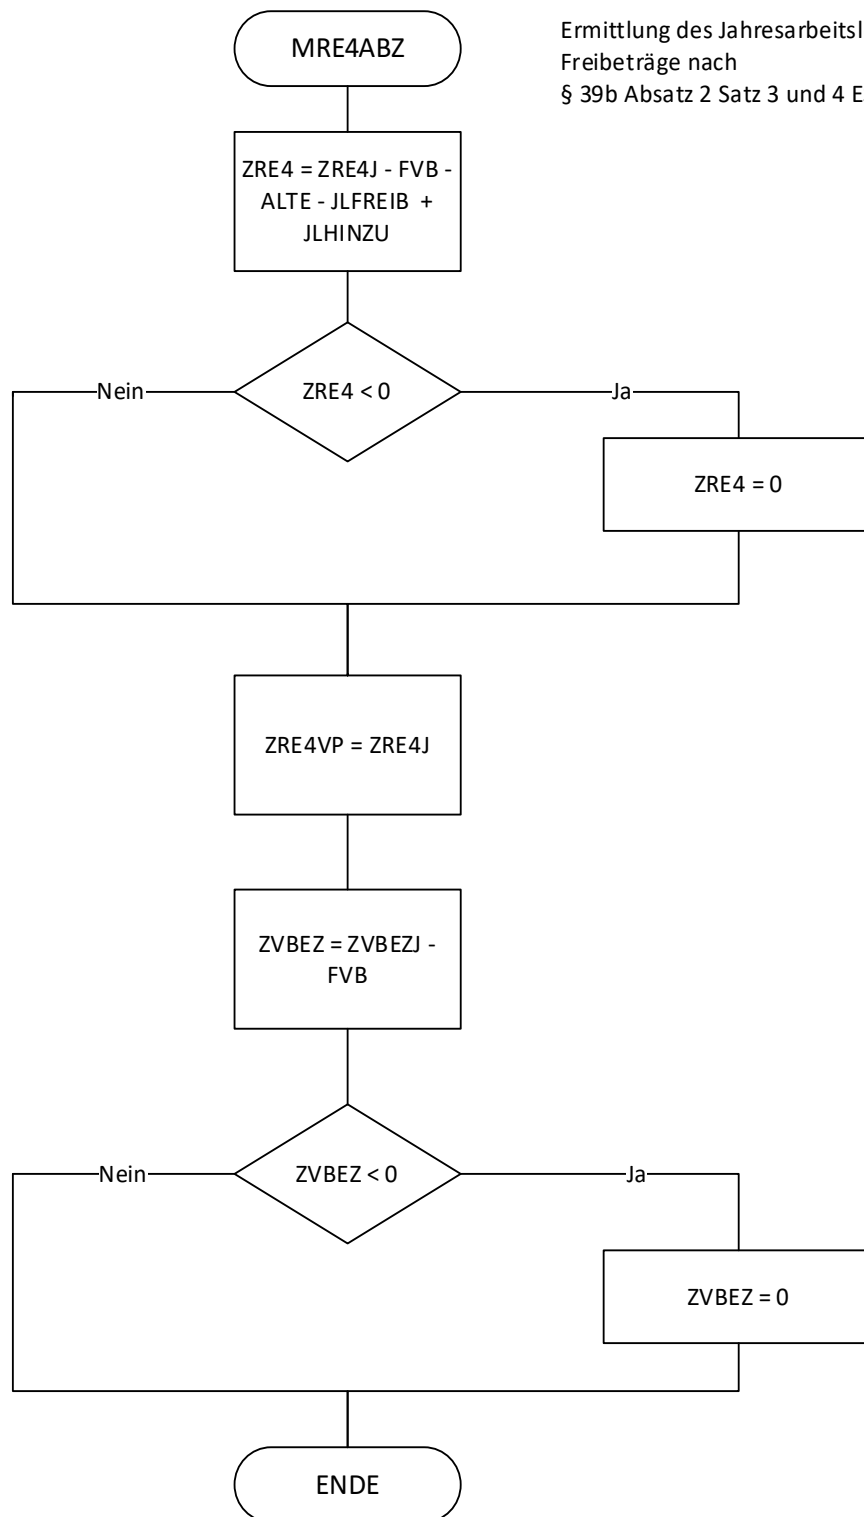 MRE4ABZ
Ermittlung des Jahresarbeitsl
Freibeträge nach
§ 39b Absatz 2 Satz 3 und 4 E
ZRE4 = ZRE4J - FVB -
ALTE - JLFREIB +
JLHINZU
Nein
ZRE4 < 0
Ja
ZRE4 = 0
ZRE4VP = ZRE4J
ZVBEZ = ZVBEZJ -
FVB
Nein
ZVBEZ < 0
Ja
ZVBEZ = 0
ENDE